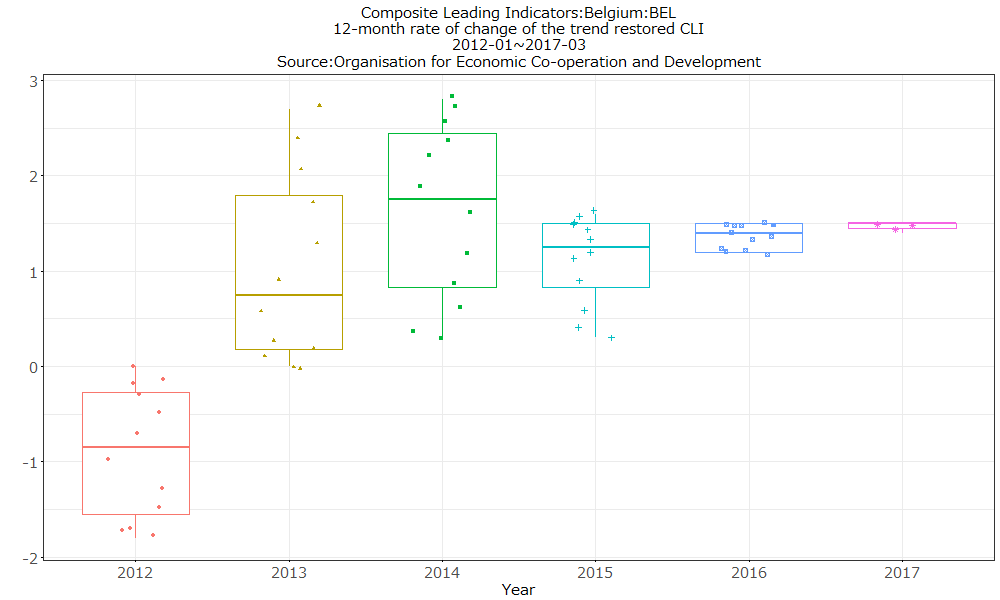 Composite Leading Indicators:Belgium:BEL
12-month rate of change of the trend restored CLI
2012-01~2017-03
Source:Organisation for Economic Co-operation and Development
3
2
1
0
-1
-2
2012 2013 2014 2015 2016 2017
Year